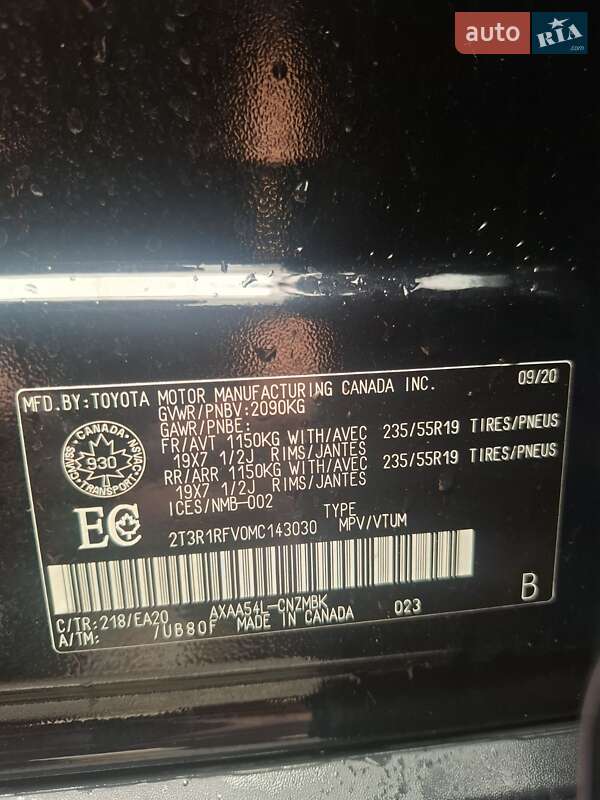 auto RIA .com
MFD.BY:TOYOTA MOTOR MANUFACTURING CANADA INC. 09/20
GVWR/PNBV:2090KG
GAWR/PNBE:
FR/AVT 1150KG WITH/AVEC 235/55R19 TIRES/PNEUS
19X7 1/2J RIMS/JANTES
RR/ARR 1150KG WITH/AVEC 235/55R19 TIRES/PNEUS
19X7 1/2J RIMS/JANTES
ICES/NMB-002
CANADA
930
TRANSPORT
NSVAC
CMVSS
EC
TYPE
2T3R1RFV0MC143030 MPV/VTUM
C/TR:218/EA20 AXAA54L-CNZMBK 023 B
A/TM: /UB80F MADE IN CANADA